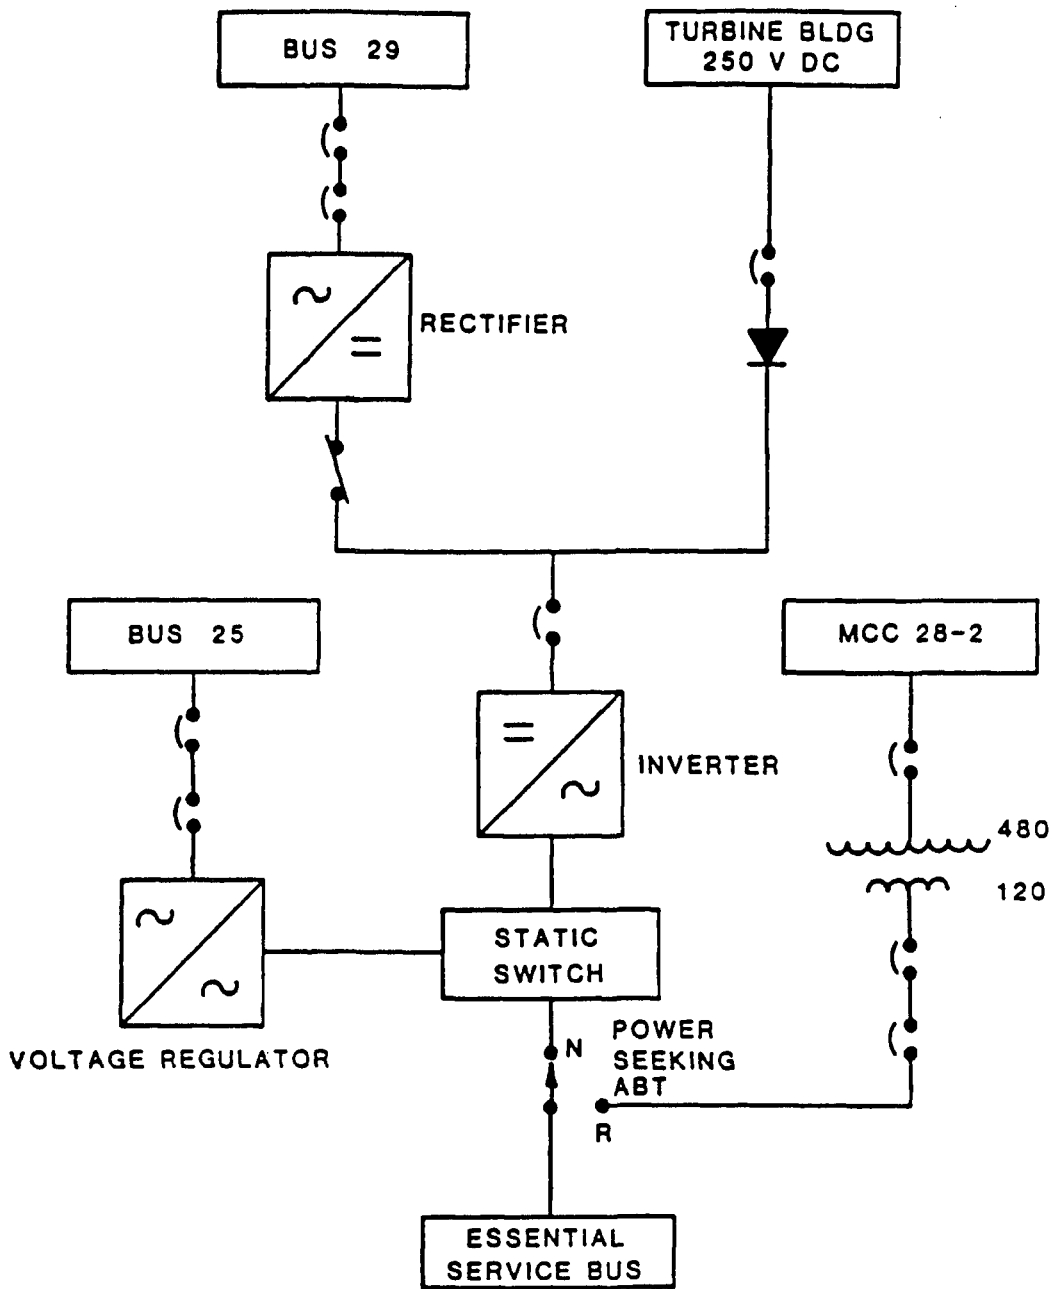 BUS 29
TURBINE BLDG
250 V DC
RECTIFIER
BUS 25
MCC 28-2
INVERTER
480
120
STATIC
SWITCH
VOLTAGE REGULATOR
N
POWER
SEEKING
ABT
R
ESSENTIAL
SERVICE BUS